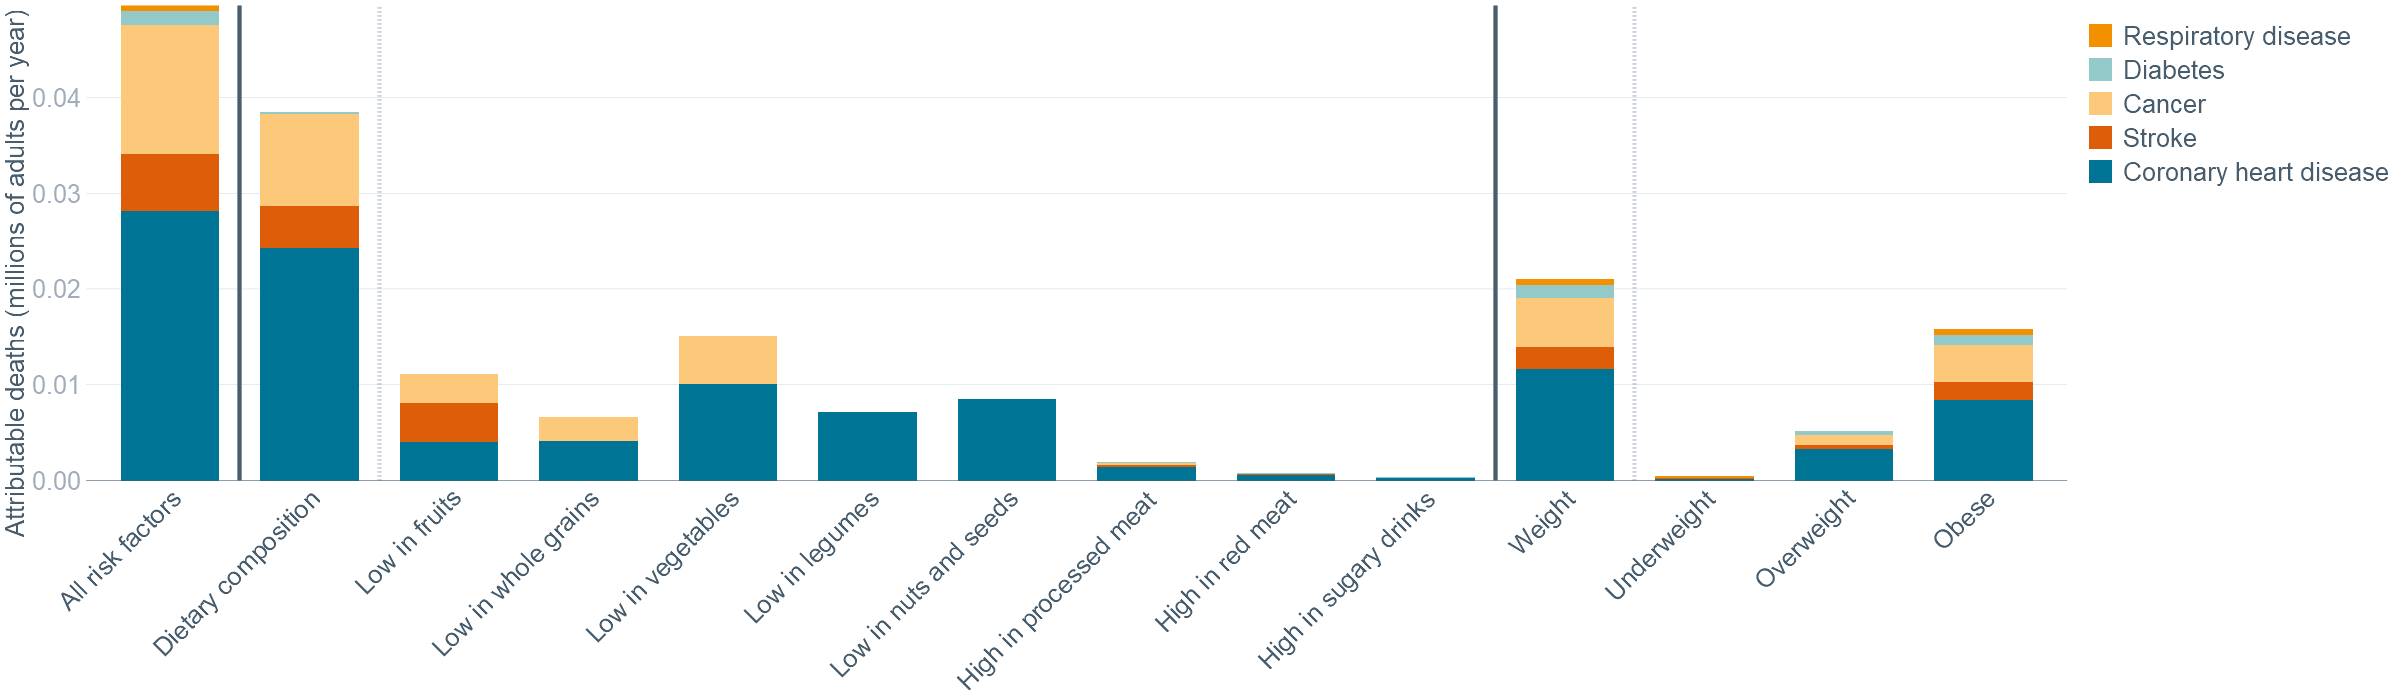 Attributable deaths (millions of adults per year)
0.04
0.03
0.02
0.01
0.00
All risk factors
Dietary composition
Low in fruits
Low in whole grains
Low in vegetables
Low in legumes
Low in nuts and seeds
High in processed meat
High in red meat
High in sugary drinks
Weight
Underweight
Overweight
Obese
Respiratory disease
Diabetes
Cancer
Stroke
Coronary heart disease